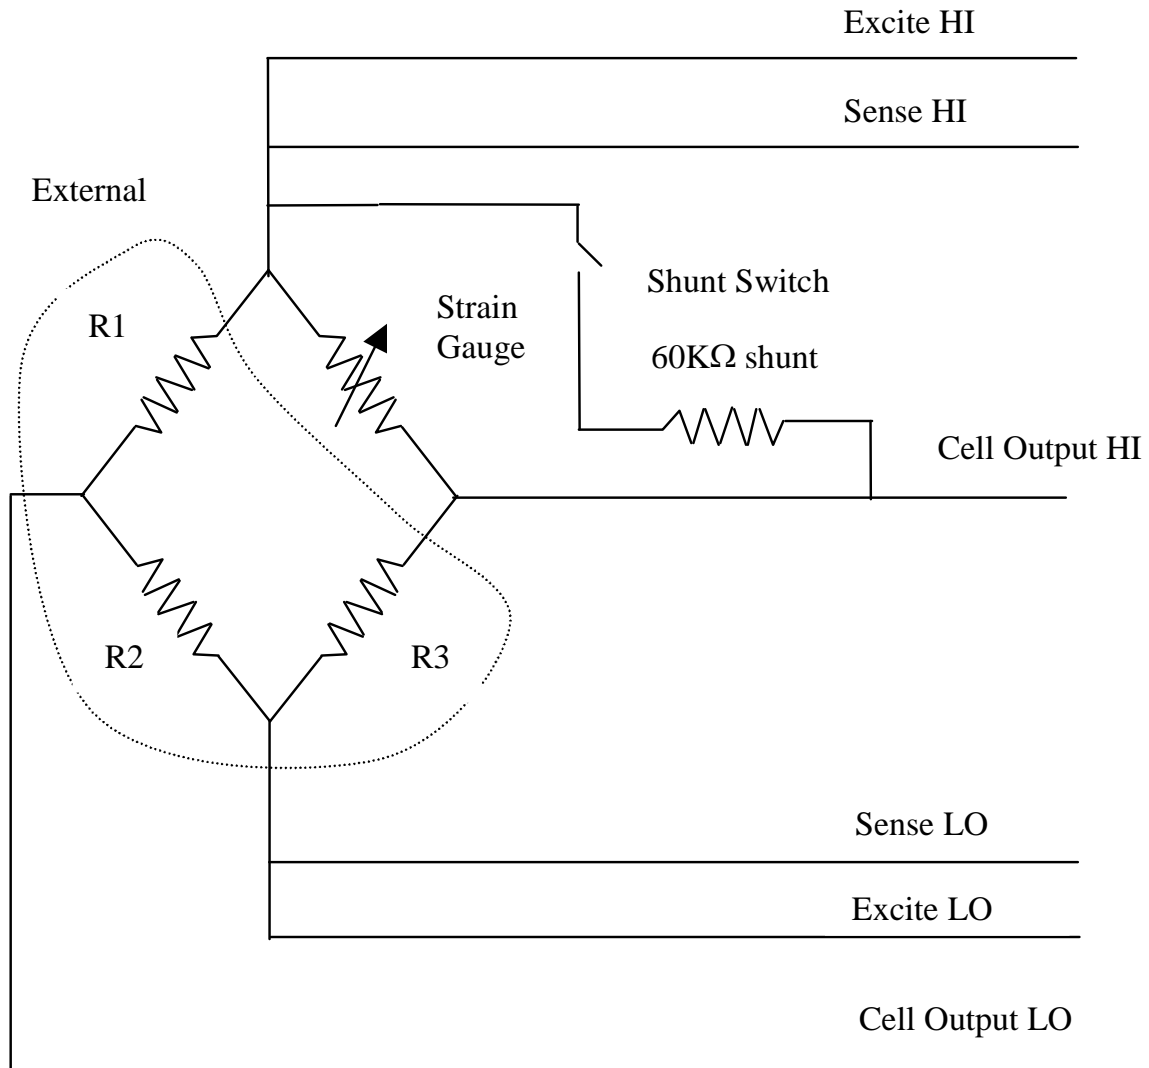 Excite HI
Sense HI
External
Shunt Switch
Strain
Gauge
R1
60KΩ shunt
Cell Output HI
R2
R3
Sense LO
Excite LO
Cell Output LO